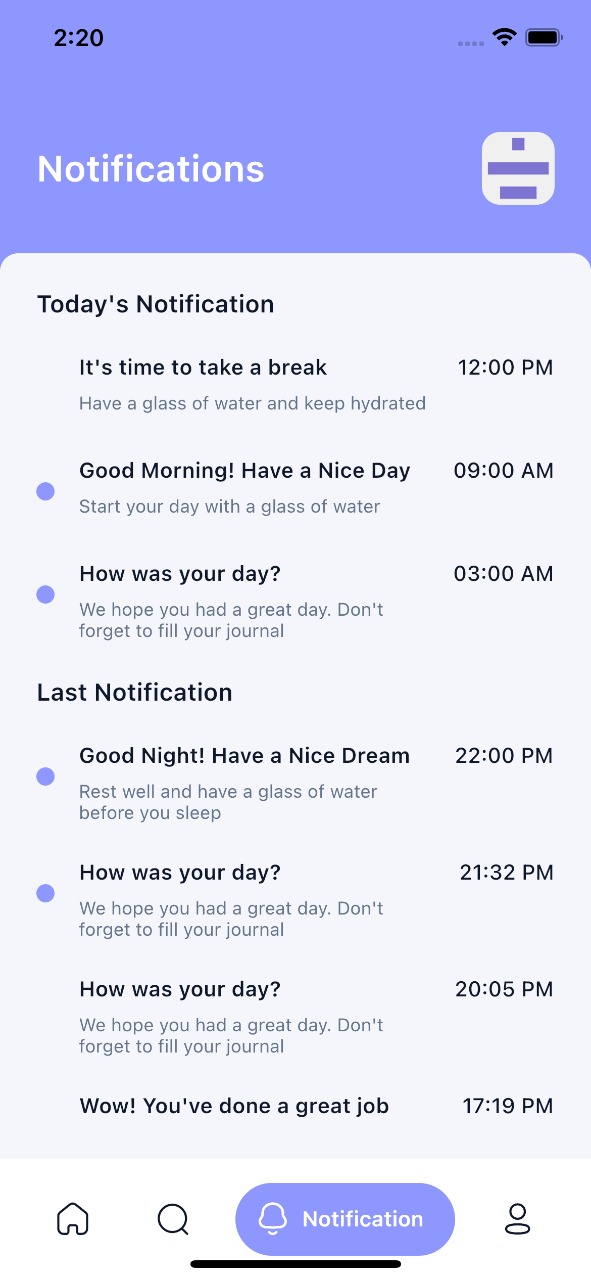 2:20
Notifications
Today's Notification
It's time to take a break 12:00 PM
Have a glass of water and keep hydrated
Good Morning! Have a Nice Day 09:00 AM
Start your day with a glass of water
How was your day? 03:00 AM
We hope you had a great day. Don't
forget to fill your journal
Last Notification
Good Night! Have a Nice Dream 22:00 PM
Rest well and have a glass of water
before you sleep
How was your day? 21:32 PM
We hope you had a great day. Don't
forget to fill your journal
How was your day? 20:05 PM
We hope you had a great day. Don't
forget to fill your journal
Wow! You've done a great job 17:19 PM
Notification